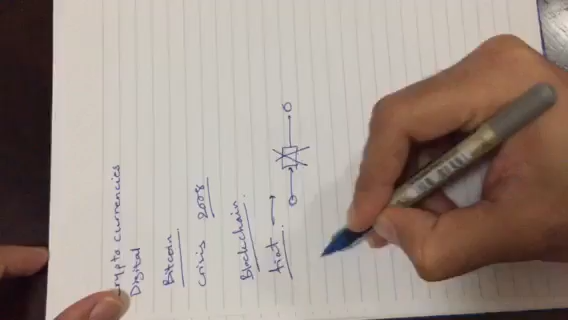 rypto currencies
Digital
Bitcoin
Crisis 2008
Blockchain.
fiat. →